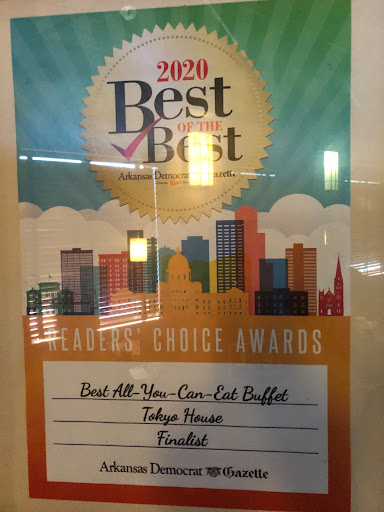 2020
Best
OF THE
Best
Arkansas Democrat Gazette
READERS' CHOICE AWARDS
Best All-You-Can-Eat Buffet
Tokyo House
Finalist
Arkansas Democrat Gazette